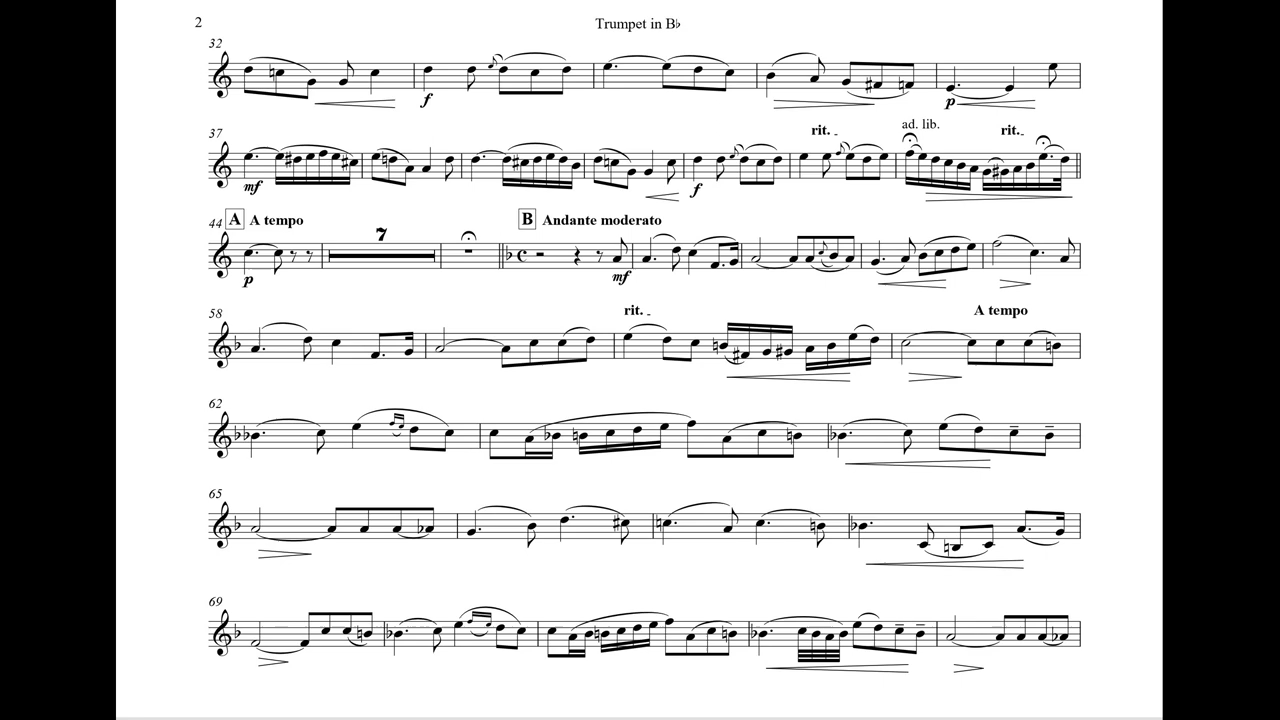 2
Trumpet in B♭
32
f
p
37
rit.
ad. lib.
rit.
mf
f
44
A A tempo
7
B Andante moderato
p
mf
58
rit.
A tempo
62
65
69